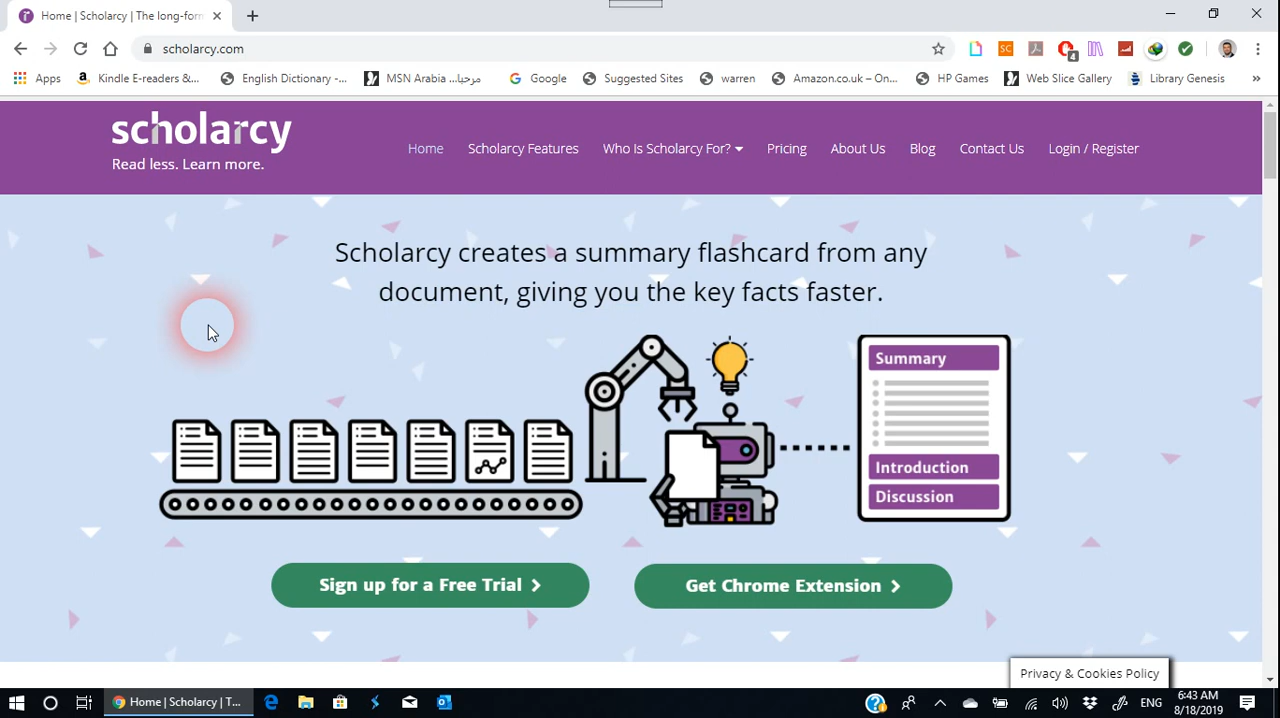 Home | Scholarcy | The long-form
scholarcy.com
4
Apps
Kindle E-readers &...
English Dictionary -...
MSN Arabia مرحبا...
Google
Suggested Sites
warren
Amazon.co.uk – On...
HP Games
Web Slice Gallery
Library Genesis
»
scholarcy
Read less. Learn more.
Home
Scholarcy Features
Who Is Scholarcy For?
Pricing
About Us
Blog
Contact Us
Login / Register
Scholarcy creates a summary flashcard from any
document, giving you the key facts faster.
Summary
Introduction
Discussion
Sign up for a Free Trial
Get Chrome Extension
Privacy & Cookies Policy
Home | Scholarcy | T...
ENG
6:43 AM
8/18/2019